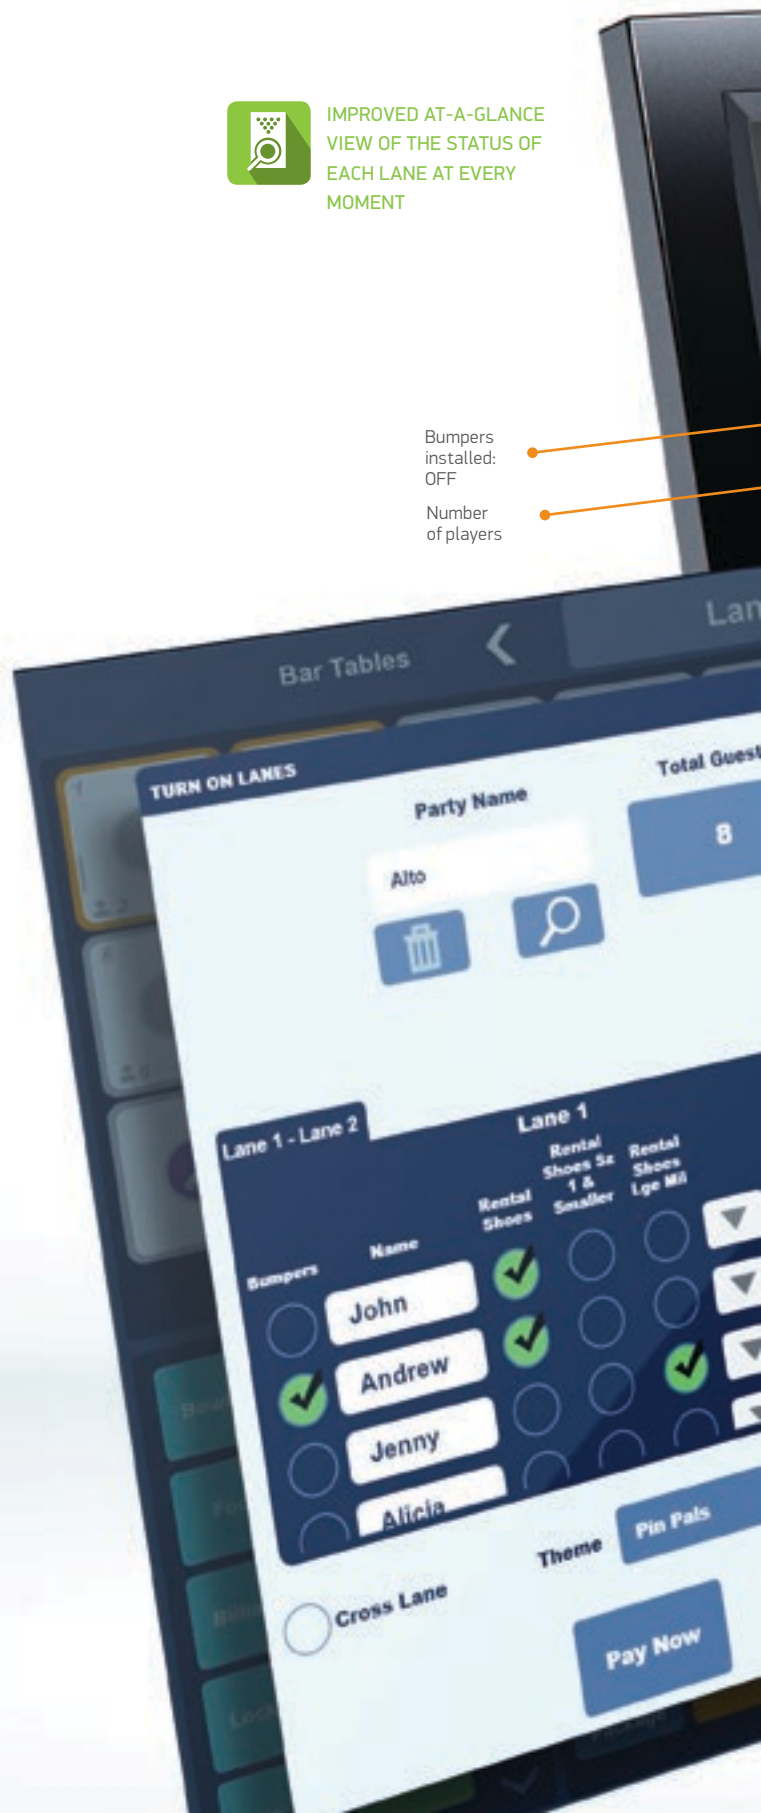 IMPROVED AT-A-GLANCE
VIEW OF THE STATUS OF
EACH LANE AT EVERY
MOMENT
Bumpers
installed:
OFF
Number
of players
Bar Tables
TURN ON LANES
Party Name
Total Guest
Alto
8
Lane 1 - Lane 2
Lane 1
Bumpers
Name
Rental
Shoes
Rental
Shoes Sz
1 &
Smaller
Rental
Shoes
Lge Mil
John
Andrew
Jenny
Alicia
Cross Lane
Theme
Pin Pals
Pay Now
Package